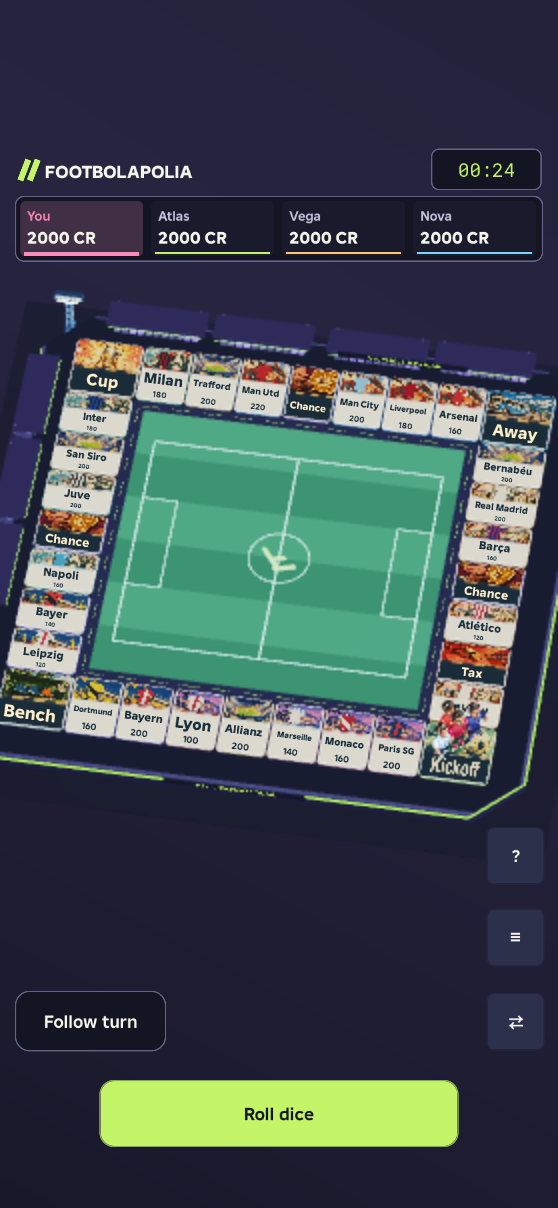 FOOTBOLAPOLIA
00:24
You
2000 CR
Atlas
2000 CR
Vega
2000 CR
Nova
2000 CR
Cup
Milan
180
Trafford
200
Man Utd
220
Chance
Man City
200
Liverpool
180
Arsenal
160
Away
Inter
180
San Siro
200
Juve
200
Chance
Napoli
160
Bayer
140
Leipzig
120
Bench
Bernabéu
200
Real Madrid
200
Barça
160
Chance
Atlético
120
Tax
Dortmund
160
Bayern
200
Lyon
100
Allianz
200
Marseille
140
Monaco
160
Paris SG
200
Kickoff
?
Follow turn
Roll dice